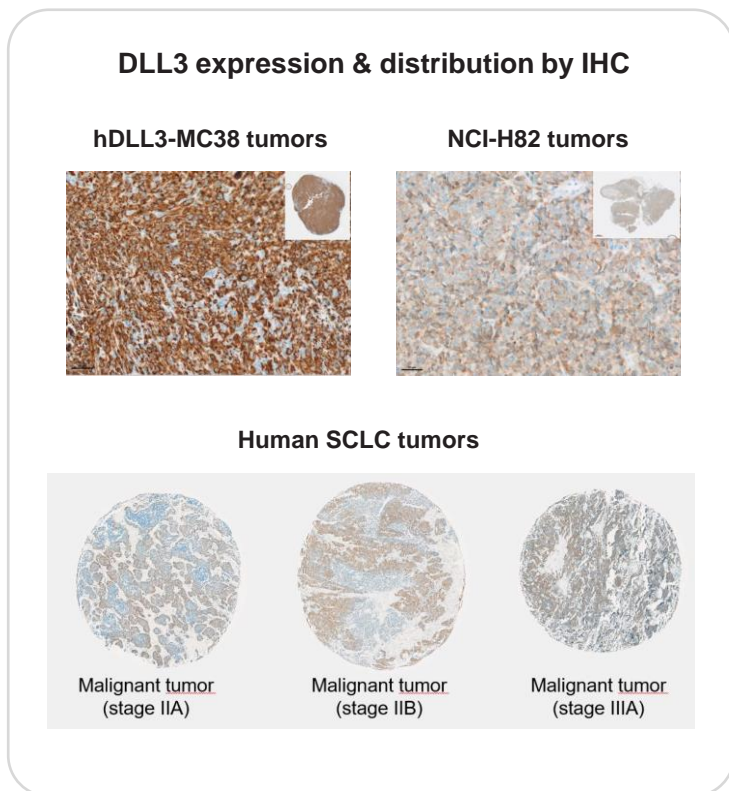 DLL3 expression & distribution by IHC
hDLL3-MC38 tumors
NCI-H82 tumors
Human SCLC tumors
Malignant tumor
(stage IIA)
Malignant tumor
(stage IIB)
Malignant tumor
(stage IIIA)